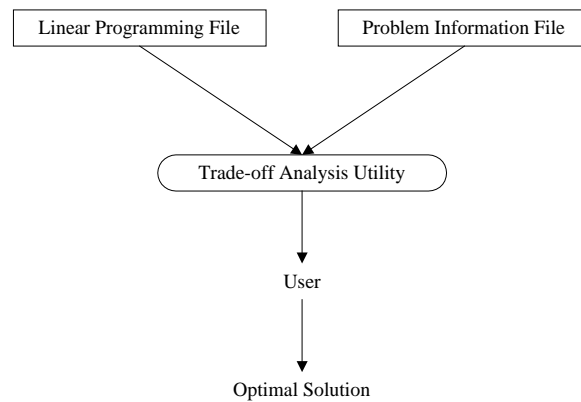 Linear Programming File
Problem Information File
Trade-off Analysis Utility
User
Optimal Solution